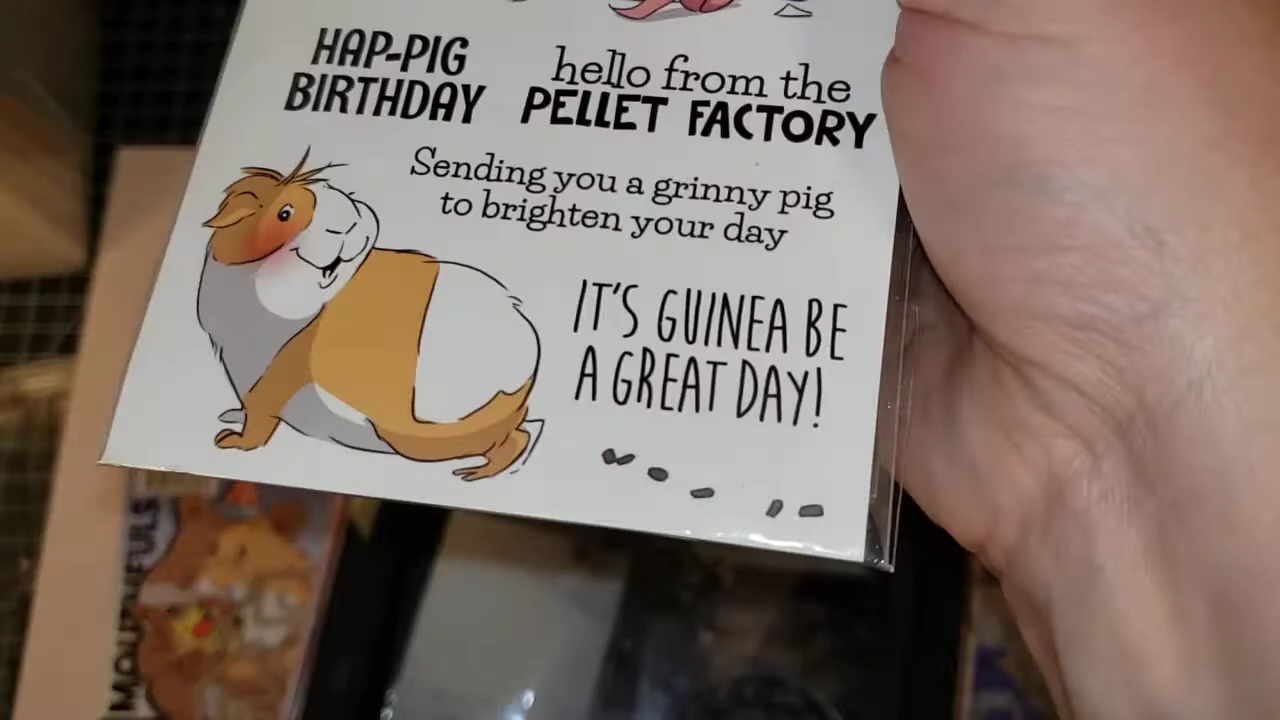 HAP-PIG
BIRTHDAY
hello from the
PELLET FACTORY
Sending you a grinny pig
to brighten your day
IT'S GUINEA BE
A GREAT DAY!
MOUTHFULS